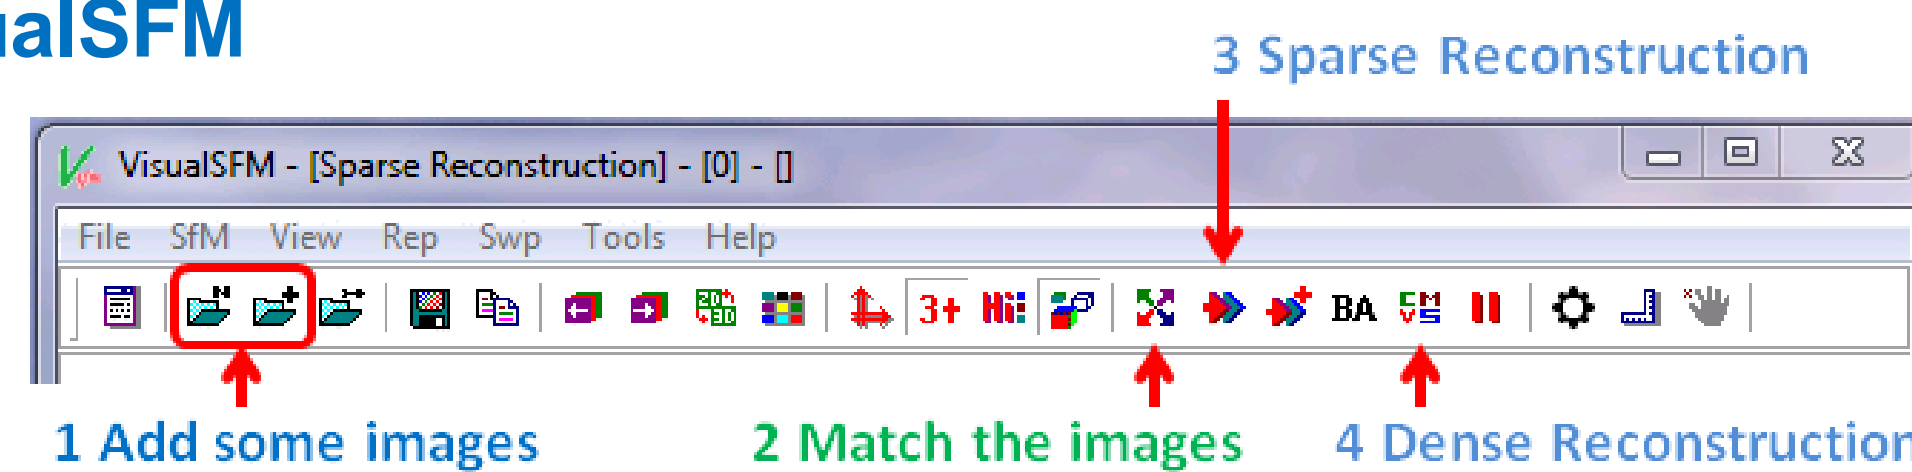 ualSFM
3 Sparse Reconstruction
VisualSFM - [Sparse Reconstruction] - [0] - []
File SfM View Rep Swp Tools Help
3+ BA
1 Add some images
2 Match the images
4 Dense Reconstruction